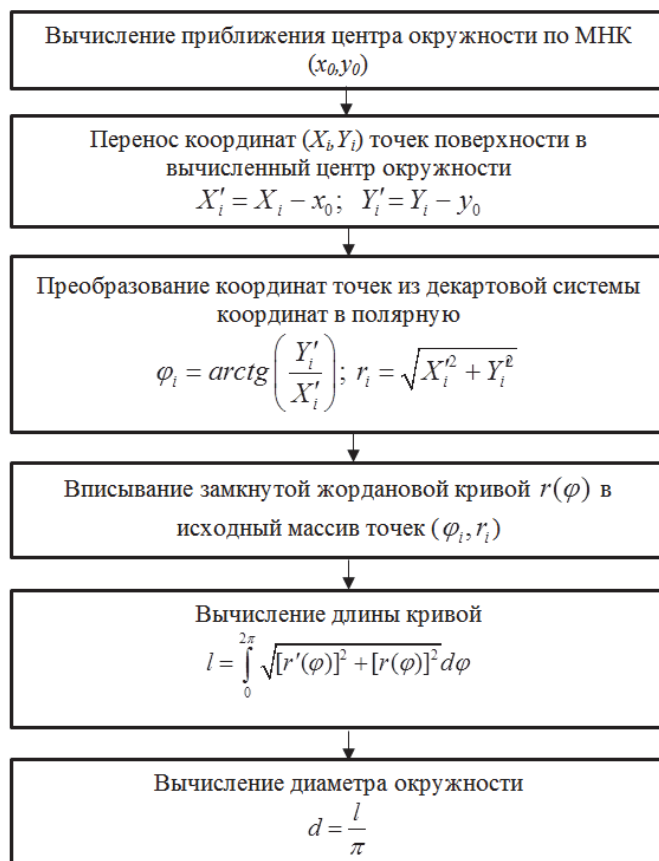 Вычисление приближения центра окружности по МНК
(x₀,y₀)
Перенос координат (Xᵢ,Yᵢ) точек поверхности в
вычисленный центр окружности
X′ᵢ = Xᵢ − x₀; Y′ᵢ = Yᵢ − y₀
Преобразование координат точек из декартовой системы
координат в полярную
φᵢ = arctg(Y′ᵢ/X′ᵢ); rᵢ = √(X′ᵢ² + Y′ᵢ²)
Вписывание замкнутой жордановой кривой r(φ) в
исходный массив точек (φᵢ, rᵢ)
Вычисление длины кривой
l = ∫₀²π √([r′(φ)]² + [r(φ)]²) dφ
Вычисление диаметра окружности
d = l/π